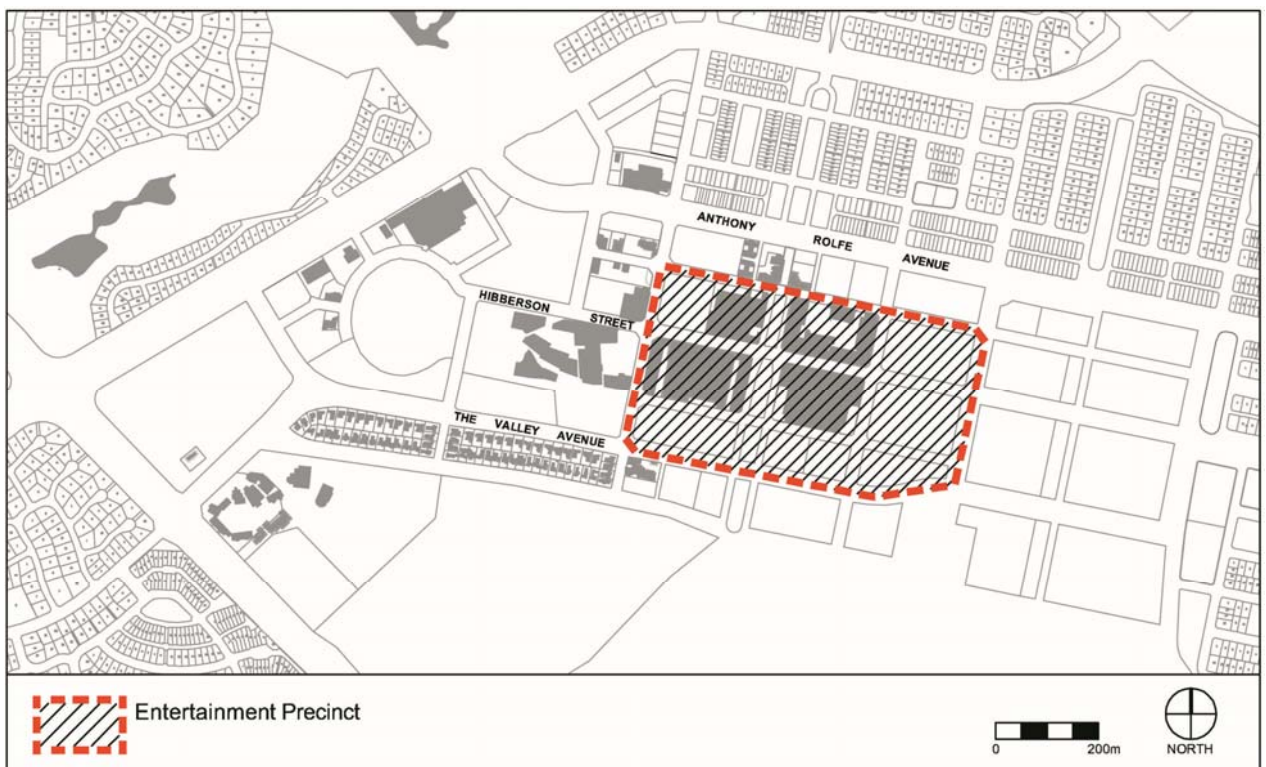 ANTHONY ROLFE AVENUE
HIBBERSON STREET
THE VALLEY AVENUE
Entertainment Precinct
0 200m
NORTH